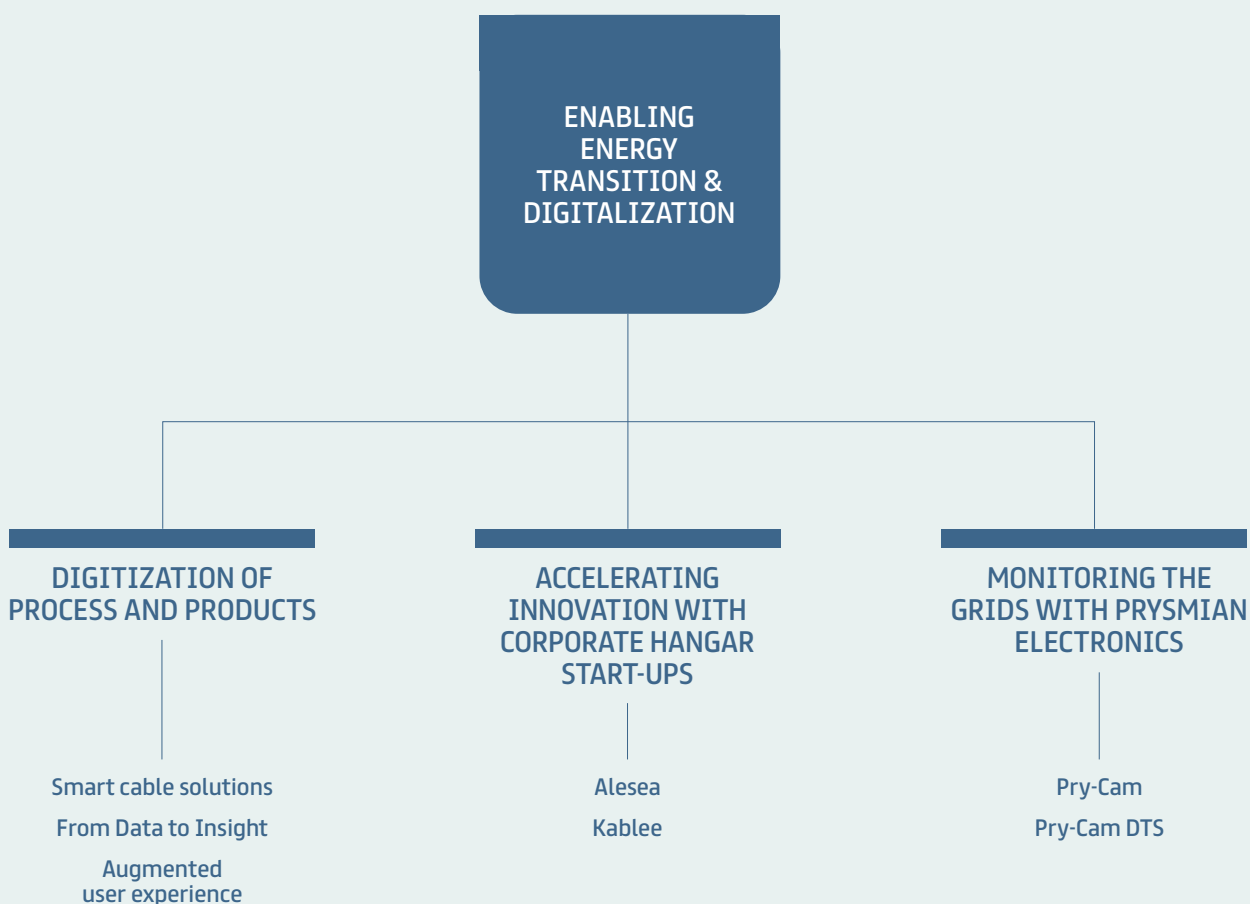 ENABLING
ENERGY
TRANSITION &
DIGITALIZATION
DIGITIZATION OF
PROCESS AND PRODUCTS
Smart cable solutions
From Data to Insight
Augmented
user experience
ACCELERATING
INNOVATION WITH
CORPORATE HANGAR
START-UPS
Alesea
Kablee
MONITORING THE
GRIDS WITH PRYSMIAN
ELECTRONICS
Pry-Cam
Pry-Cam DTS